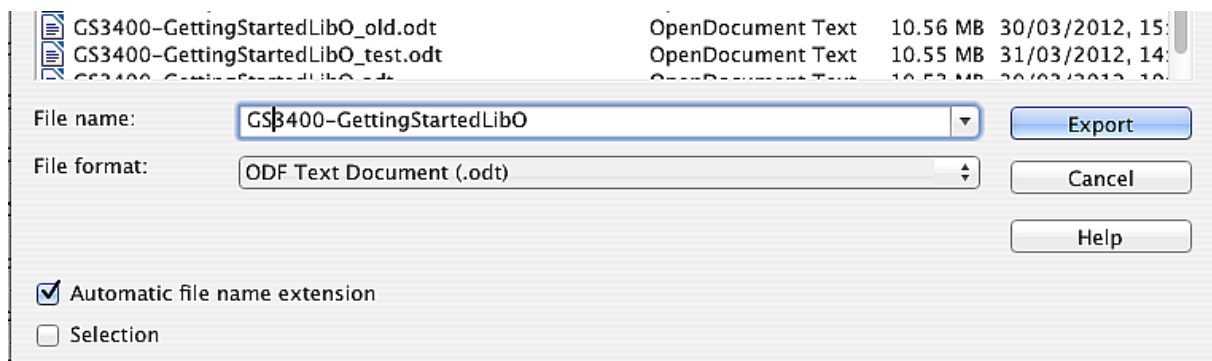 GS3400-GettingStartedLibO_old.odt OpenDocument Text 10.56 MB 30/03/2012, 15:
GS3400-GettingStartedLibO_test.odt OpenDocument Text 10.55 MB 31/03/2012, 14:
File name: GS3400-GettingStartedLibO Export
File format: ODF Text Document (.odt) Cancel
Help
Automatic file name extension
Selection